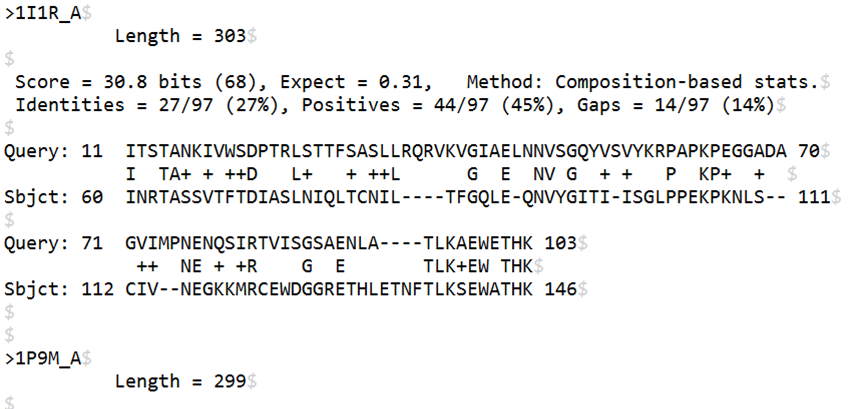 >1I1R_A$
          Length = 303$
$
 Score = 30.8 bits (68), Expect = 0.31,   Method: Composition-based stats.$
 Identities = 27/97 (27%), Positives = 44/97 (45%), Gaps = 14/97 (14%)$
$
Query: 11  ITSTANKIVWSDPTRLSTTFSASLLRQRVKVGIAELNNVSGQYVSVYKRPAPKPEGGADA 70$
           I  TA+ + ++D   L+   + ++L      G  E  NV G  + +   P  KP+  +  $
Sbjct: 60  INRTASSVTFTDIASLNIQLTCNIL----TFGQLE-QNVYGITI-ISGLPPEKPKNLS-- 111$
$
Query: 71  GVIMPNENQSIRTVISGSAENLA----TLKAEWETHK 103$
            ++  NE + +R    G  E       TLK+EW THK$
Sbjct: 112 CIV--NEGKKMRCEWDGGRETHLETNFTLKSEWATHK 146$
$
$
>1P9M_A$
          Length = 299$
$